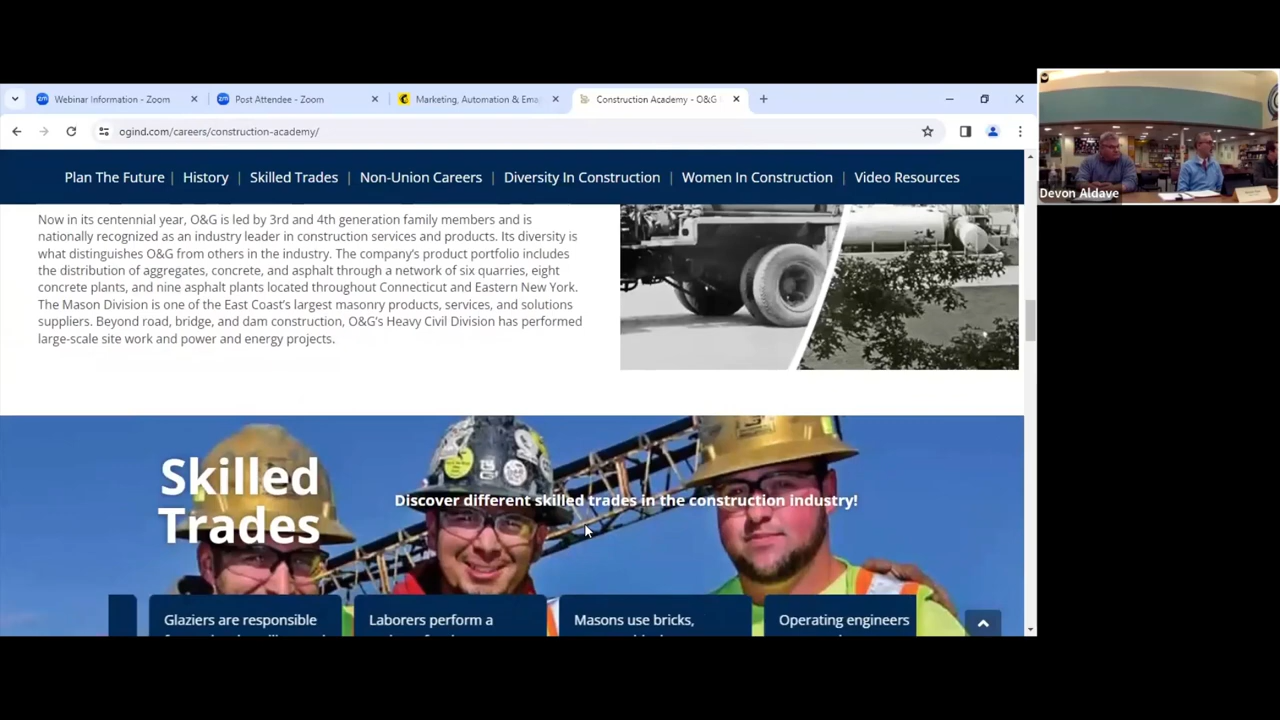 Webinar Information - Zoom
Post Attendee - Zoom
Marketing, Automation & Ema
Construction Academy - O&G
ogind.com/careers/construction-academy/
Plan The Future | History | Skilled Trades | Non-Union Careers | Diversity In Construction | Women In Construction | Video Resources
Now in its centennial year, O&G is led by 3rd and 4th generation family members and is
nationally recognized as an industry leader in construction services and products. Its diversity is
what distinguishes O&G from others in the industry. The company's product portfolio includes
the distribution of aggregates, concrete, and asphalt through a network of six quarries, eight
concrete plants, and nine asphalt plants located throughout Connecticut and Eastern New York.
The Mason Division is one of the East Coast's largest masonry products, services, and solutions
suppliers. Beyond road, bridge, and dam construction, O&G's Heavy Civil Division has performed
large-scale site work and power and energy projects.
Skilled
Trades
Discover different skilled trades in the construction industry!
Glaziers are responsible
Laborers perform a
Masons use bricks,
Operating engineers
Devon Aldave